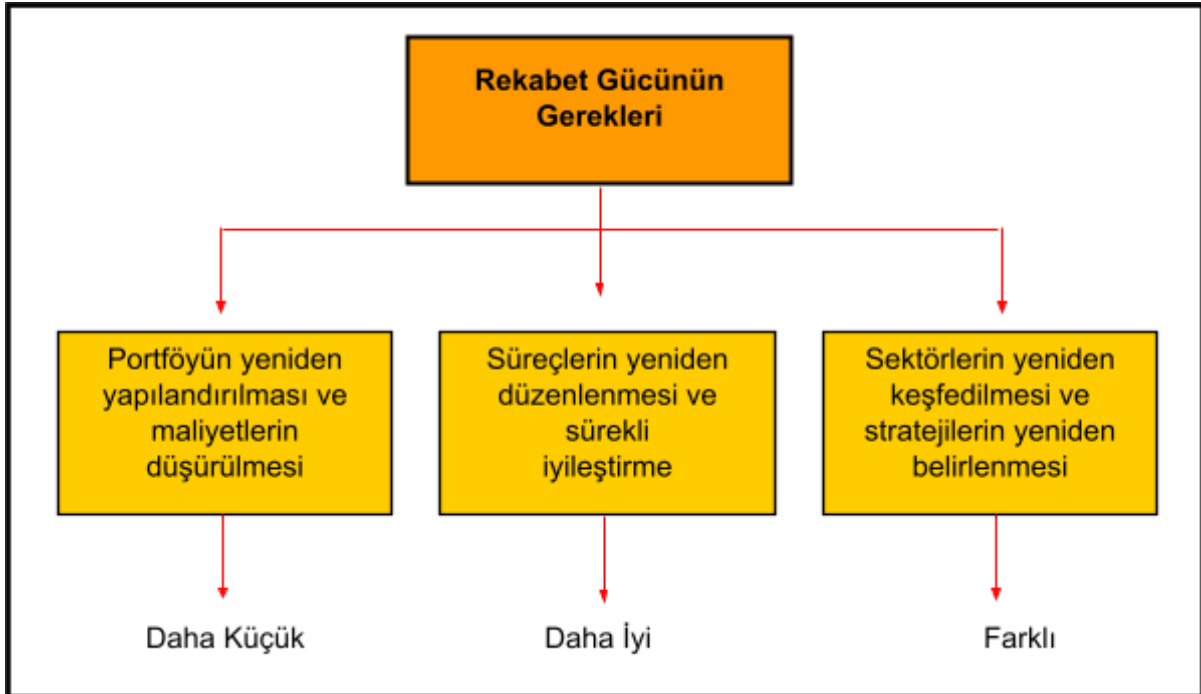 Rekabet Gücünün
Gerekleri
Portföyün yeniden
yapılandırılması ve
maliyetlerin
düşürülmesi
Süreçlerin yeniden
düzenlenmesi ve
sürekli
iyileştirme
Sektörlerin yeniden
keşfedilmesi ve
stratejilerin yeniden
belirlenmesi
Daha Küçük
Daha İyi
Farklı